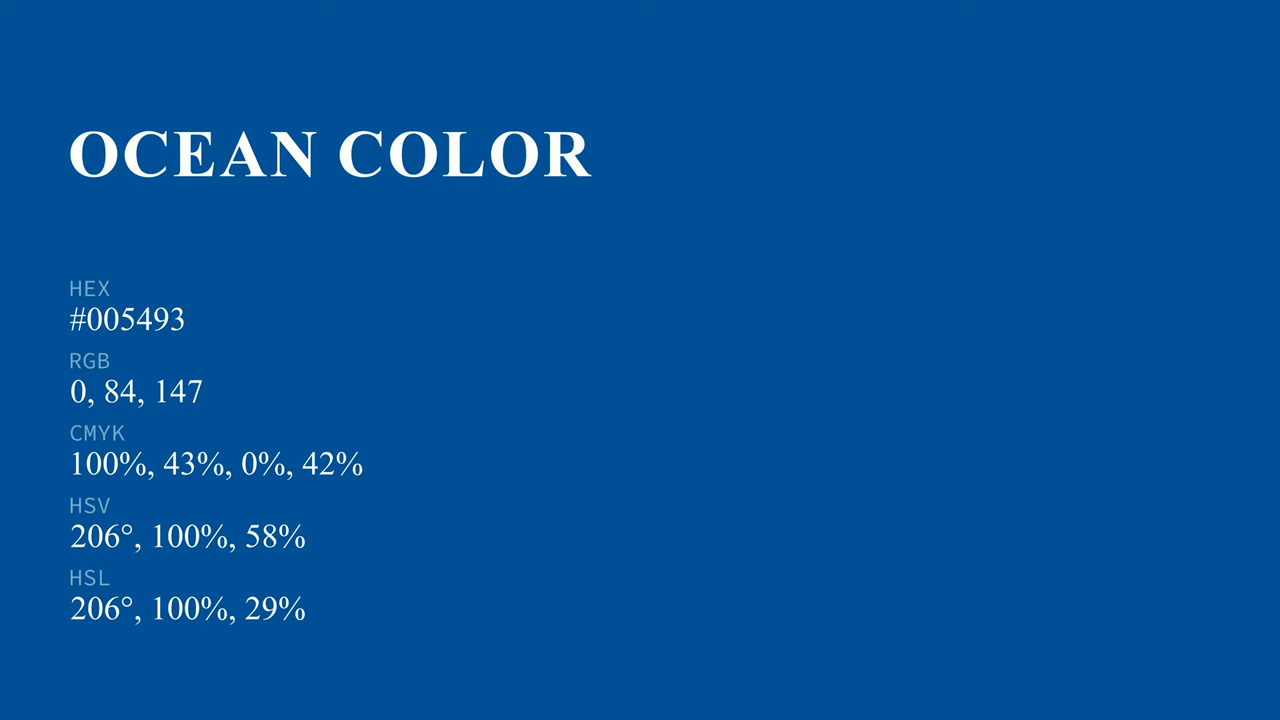 OCEAN COLOR
HEX
#005493
RGB
0, 84, 147
CMYK
100%, 43%, 0%, 42%
HSV
206°, 100%, 58%
HSL
206°, 100%, 29%